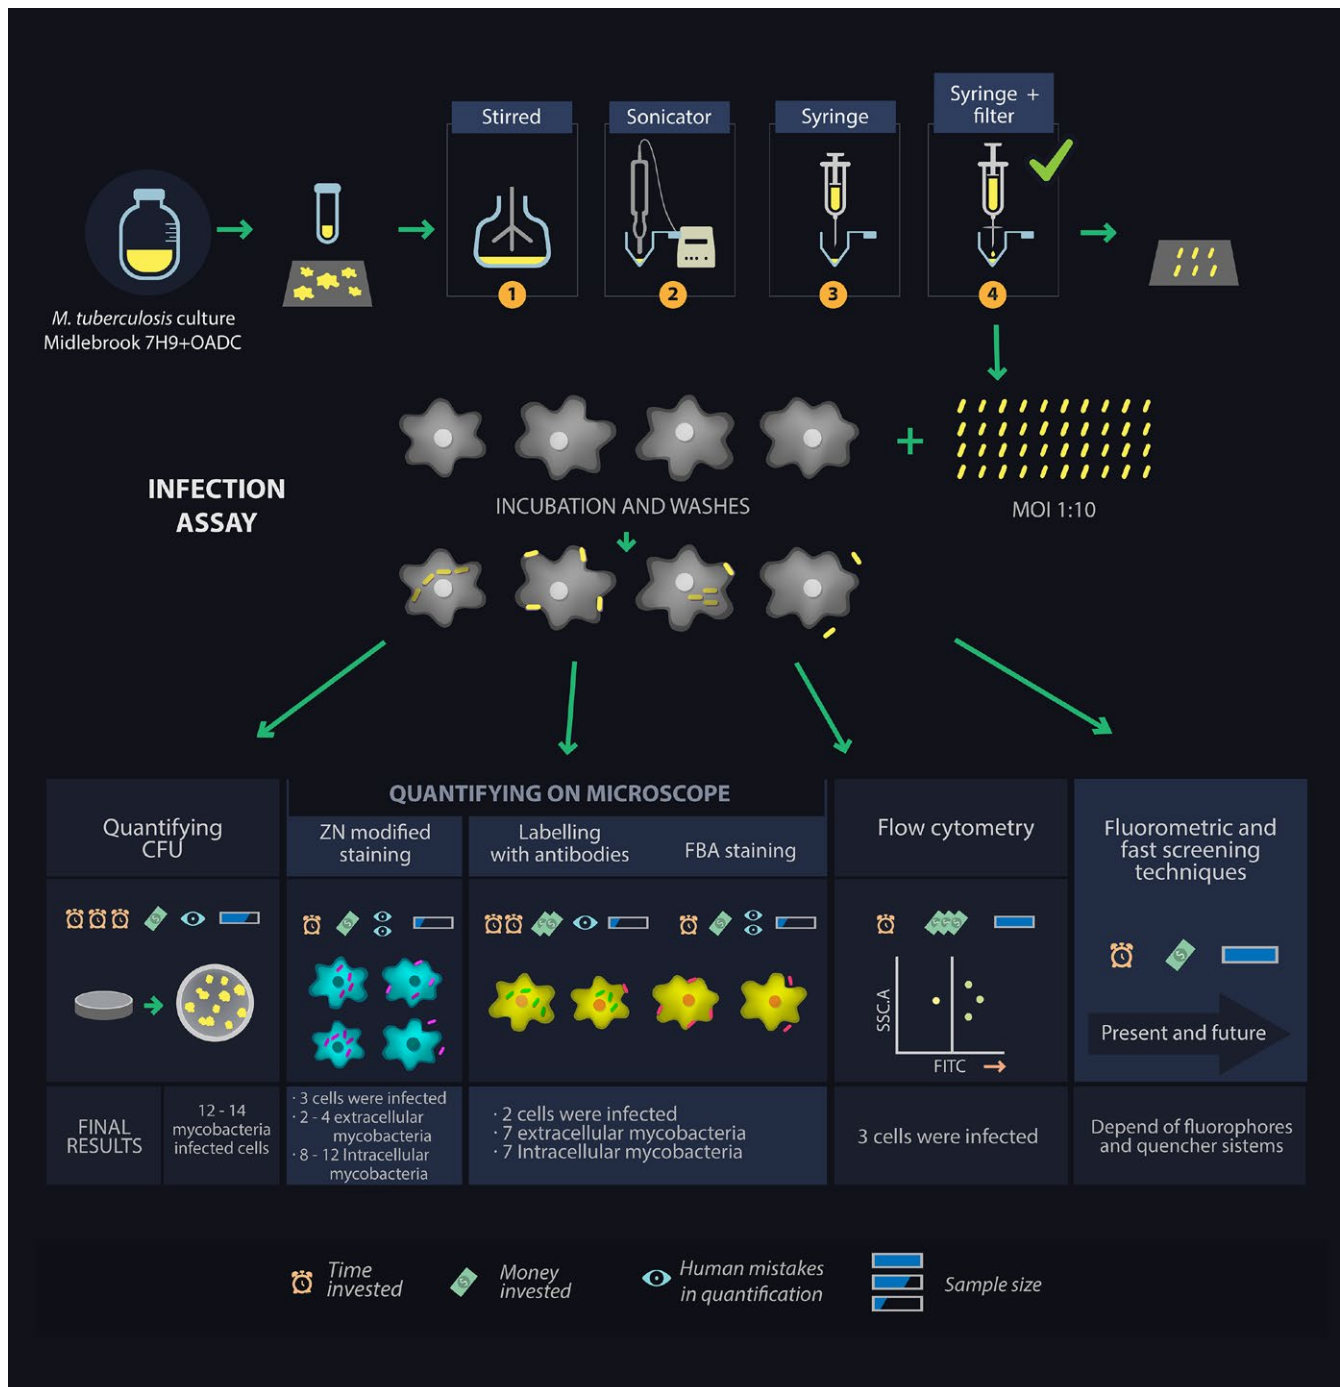 Stirred
Sonicator
Syringe
Syringe +
filter
1
2
3
4
M. tuberculosis culture
Midlebrook 7H9+OADC
INFECTION
ASSAY
INCUBATION AND WASHES
+
MOI 1:10
QUANTIFYING ON MICROSCOPE
Quantifying
CFU
ZN modified
staining
Labelling
with antibodies
FBA staining
Flow cytometry
Fluorometric and
fast screening
techniques
SSC.A
FITC
Present and future
FINAL
RESULTS
12 - 14
mycobacteria
infected cells
· 3 cells were infected
· 2 - 4 extracellular
mycobacteria
· 8 - 12 Intracellular
mycobacteria
· 2 cells were infected
· 7 extracellular mycobacteria
· 7 Intracellular mycobacteria
3 cells were infected
Depend of fluorophores
and quencher sistems
Time
invested
Money
invested
Human mistakes
in quantification
Sample size